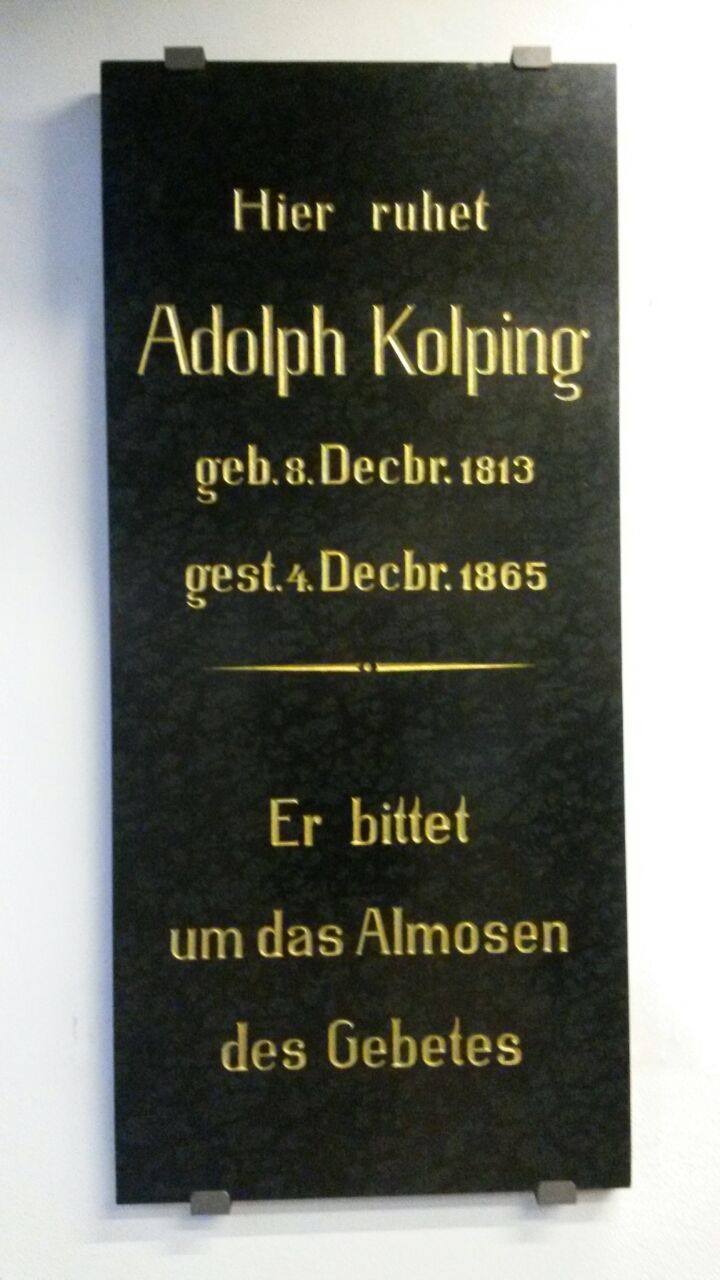 Hier ruhet
Adolph Kolping
geb. 8. Decbr. 1813
gest. 4. Decbr. 1865
Er bittet
um das Almosen
des Gebetes